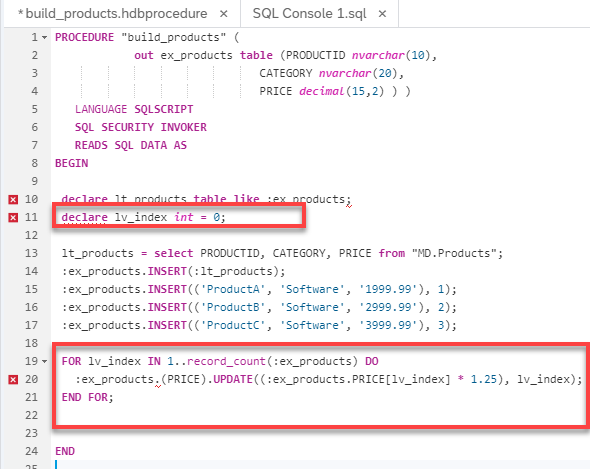 *build_products.hdbprocedure × SQL Console 1.sql ×
1 PROCEDURE "build_products" (
2 out ex_products table (PRODUCTID nvarchar(10),
3 CATEGORY nvarchar(20),
4 PRICE decimal(15,2) ) )
5 LANGUAGE SQLSCRIPT
6 SQL SECURITY INVOKER
7 READS SQL DATA AS
8 BEGIN
9
10 declare lt_products table like :ex_products;
11 declare lv_index int = 0;
12
13 lt_products = select PRODUCTID, CATEGORY, PRICE from "MD.Products";
14 :ex_products.INSERT(:lt_products);
15 :ex_products.INSERT(('ProductA', 'Software', '1999.99'), 1);
16 :ex_products.INSERT(('ProductB', 'Software', '2999.99'), 2);
17 :ex_products.INSERT(('ProductC', 'Software', '3999.99'), 3);
18
19 FOR lv_index IN 1..record_count(:ex_products) DO
20 :ex_products.(PRICE).UPDATE((:ex_products.PRICE[lv_index] * 1.25), lv_index);
21 END FOR;
22
23
24 END
25